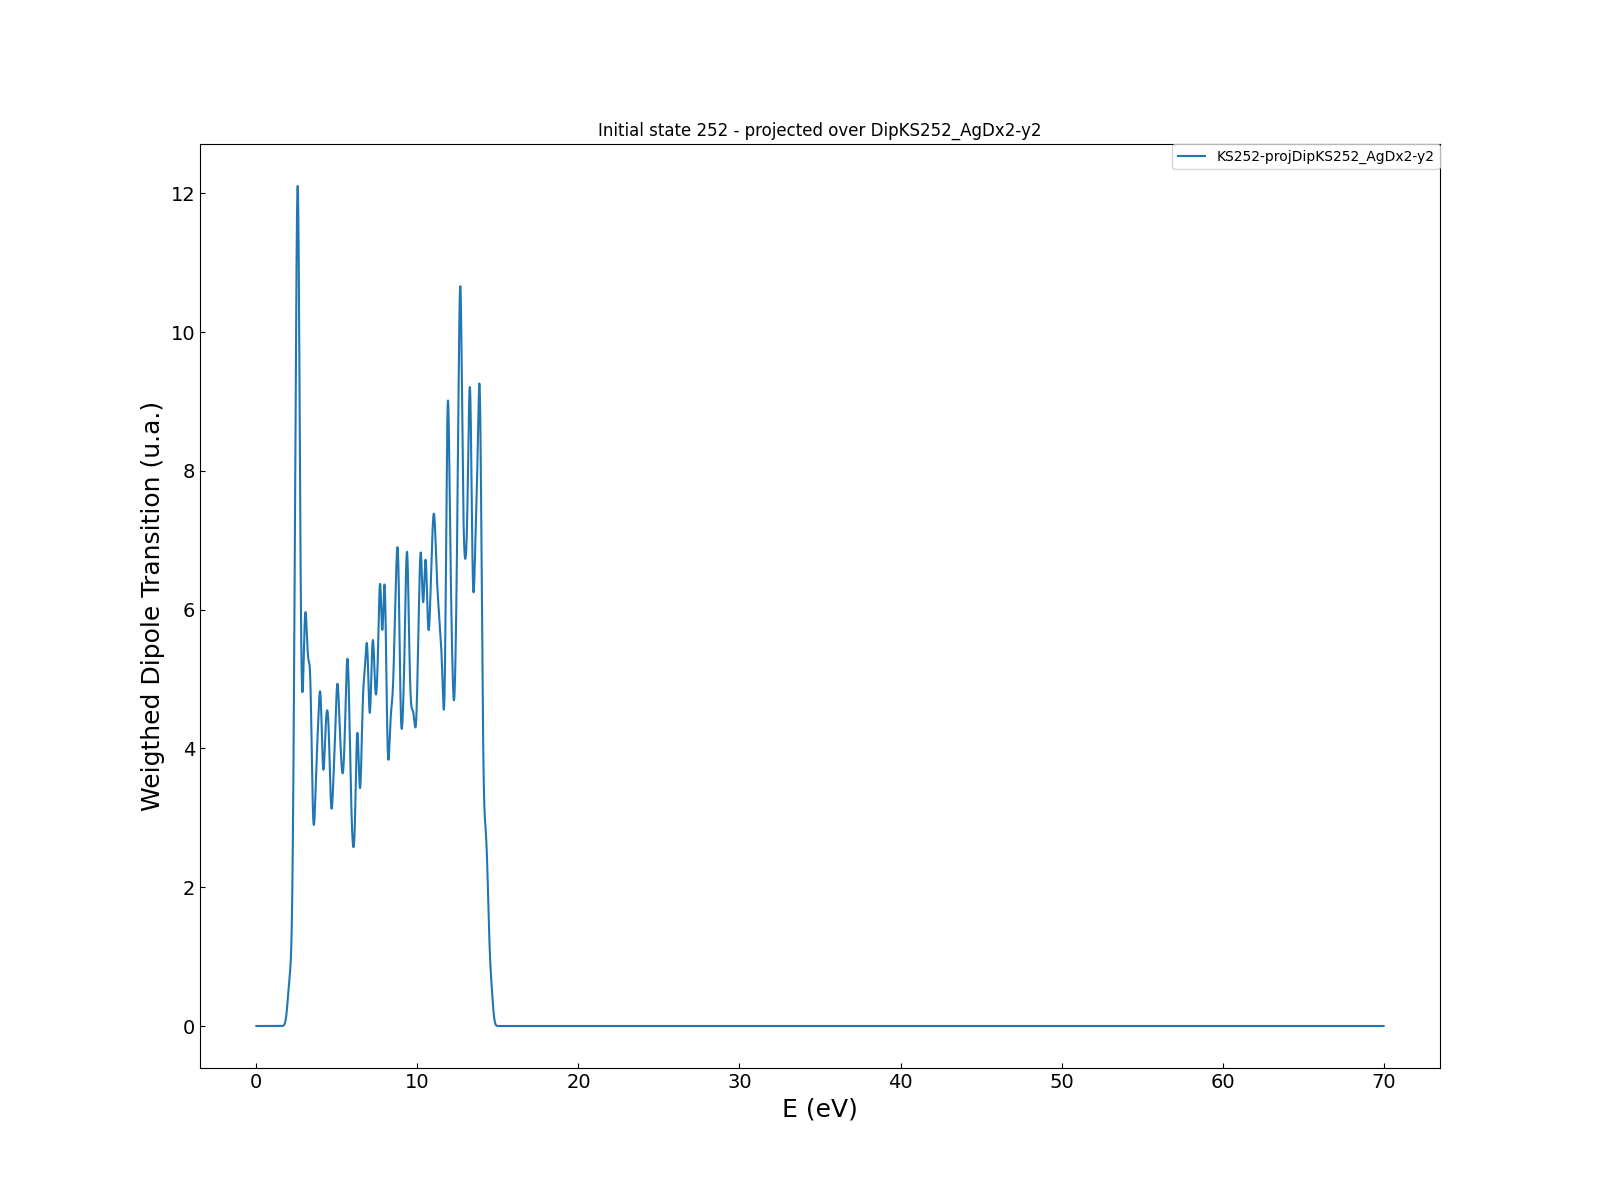 Initial state 252 - projected over DipKS252_AgDx2-y2
KS252-projDipKS252_AgDx2-y2
Weigthed Dipole Transition (u.a.)
12
10
8
6
4
2
0
0 10 20 30 40 50 60 70
E (eV)